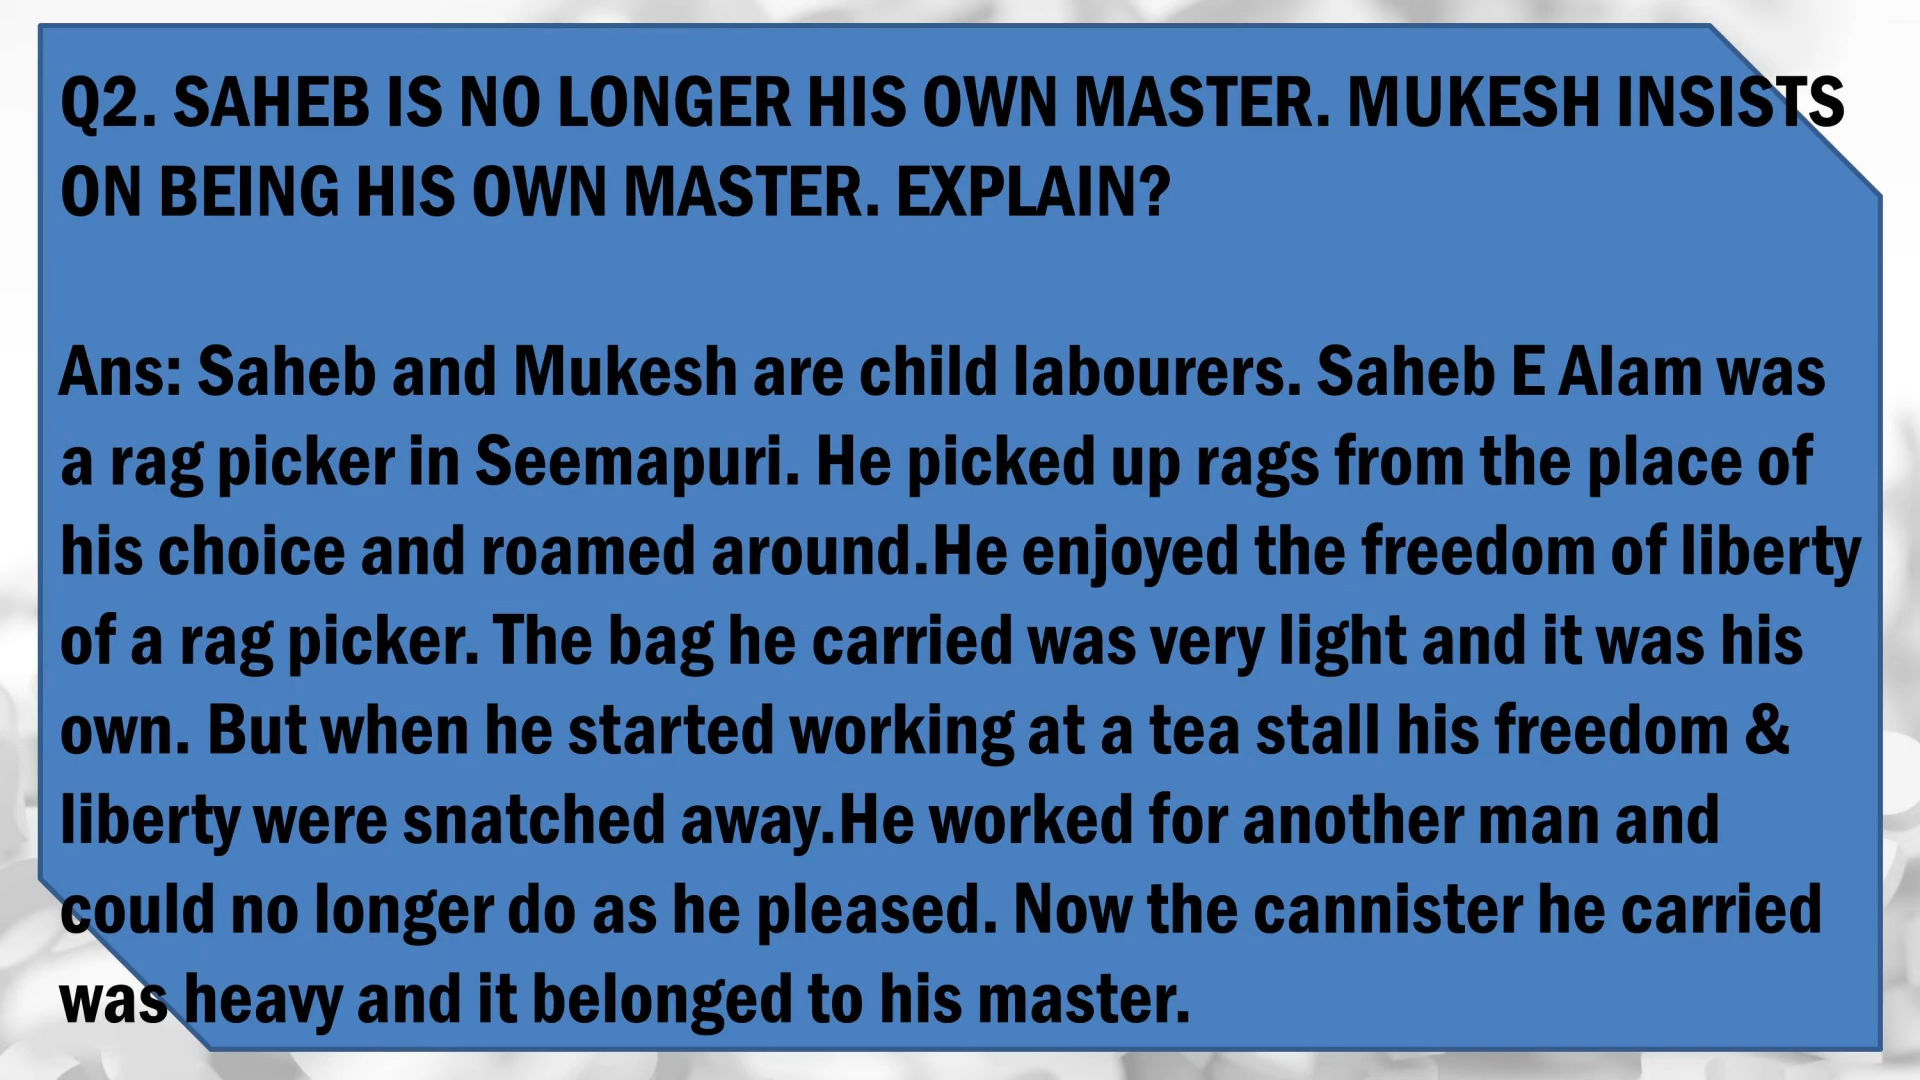 Q2. SAHEB IS NO LONGER HIS OWN MASTER. MUKESH INSISTS
ON BEING HIS OWN MASTER. EXPLAIN?
Ans: Saheb and Mukesh are child labourers. Saheb E Alam was
a rag picker in Seemapuri. He picked up rags from the place of
his choice and roamed around.He enjoyed the freedom of liberty
of a rag picker. The bag he carried was very light and it was his
own. But when he started working at a tea stall his freedom &
liberty were snatched away.He worked for another man and
could no longer do as he pleased. Now the cannister he carried
was heavy and it belonged to his master.